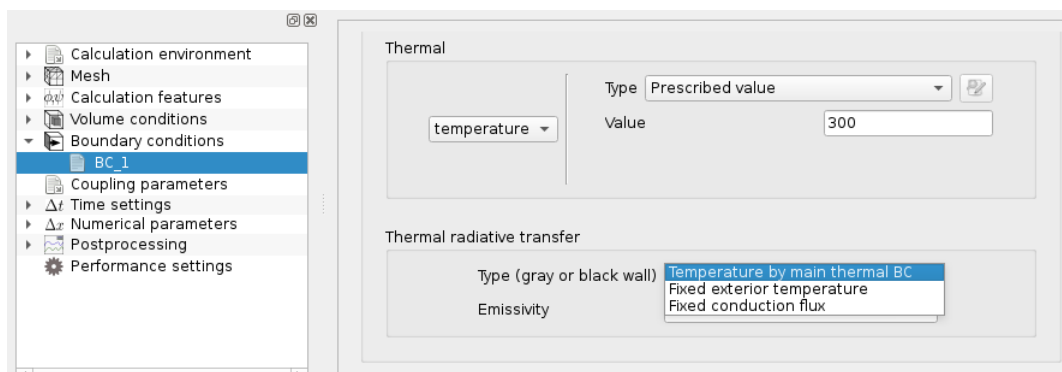 Calculation environment
Mesh
Calculation features
Volume conditions
Boundary conditions
BC_1
Coupling parameters
Δt Time settings
Δx Numerical parameters
Postprocessing
Performance settings
Thermal
temperature
Type Prescribed value
Value 300
Thermal radiative transfer
Type (gray or black wall) Temperature by main thermal BC
Fixed exterior temperature
Fixed conduction flux
Emissivity